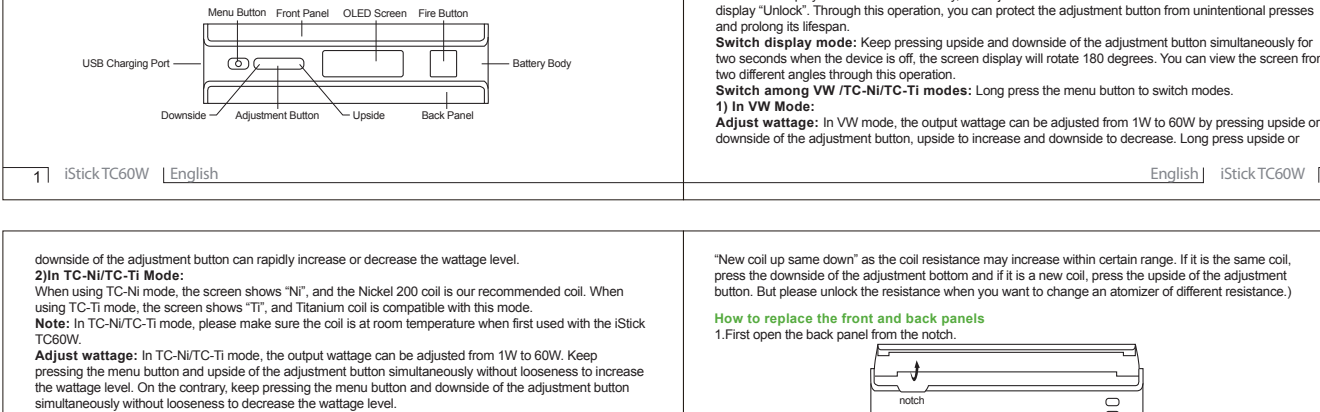 Menu Button Front Panel OLED Screen Fire Button
USB Charging Port
Battery Body
Downside
Adjustment Button
Upside
Back Panel
1 iStick TC60W English
display “Unlock”. Through this operation, you can protect the adjustment button from unintentional presses
and prolong its lifespan.
Switch display mode: Keep pressing upside and downside of the adjustment button simultaneously for
two seconds when the device is off, the screen display will rotate 180 degrees. You can view the screen from
two different angles through this operation.
Switch among VW /TC-Ni/TC-Ti modes: Long press the menu button to switch modes.
1) In VW Mode:
Adjust wattage: In VW mode, the output wattage can be adjusted from 1W to 60W by pressing upside or
downside of the adjustment button, upside to increase and downside to decrease. Long press upside or
English iStick TC60W
downside of the adjustment button can rapidly increase or decrease the wattage level.
2)In TC-Ni/TC-Ti Mode:
When using TC-Ni mode, the screen shows “Ni”, and the Nickel 200 coil is our recommended coil. When
using TC-Ti mode, the screen shows “Ti”, and Titanium coil is compatible with this mode.
Note: In TC-Ni/TC-Ti mode, please make sure the coil is at room temperature when first used with the iStick
TC60W.
Adjust wattage: In TC-Ni/TC-Ti mode, the output wattage can be adjusted from 1W to 60W. Keep
pressing the menu button and upside of the adjustment button simultaneously without looseness to increase
the wattage level. On the contrary, keep pressing the menu button and downside of the adjustment button
simultaneously without looseness to decrease the wattage level.
“New coil up same down” as the coil resistance may increase within certain range. If it is the same coil,
press the downside of the adjustment bottom and if it is a new coil, press the upside of the adjustment
button. But please unlock the resistance when you want to change an atomizer of different resistance.)
How to replace the front and back panels
1.First open the back panel from the notch.
notch